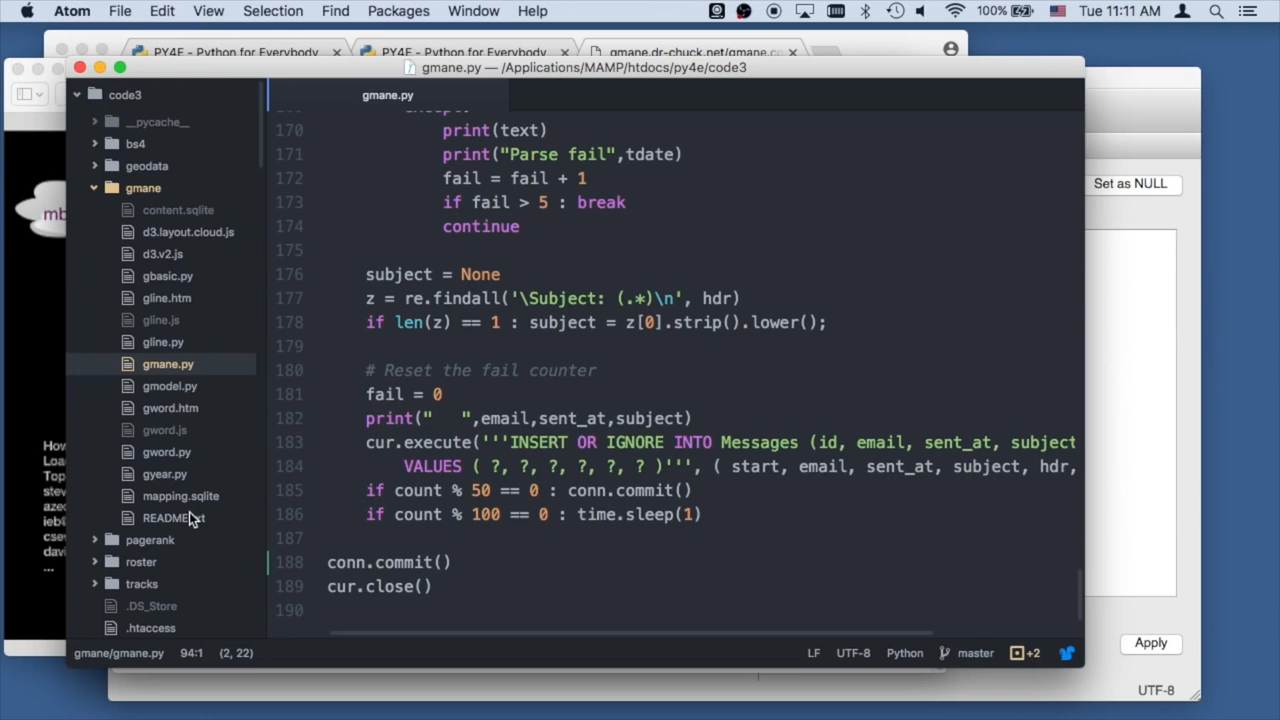 Atom File Edit View Selection Find Packages Window Help 100% Tue 11:11 AM
PY4E - Python for Everybody PY4E - Python for Everybody gmane.dr-chuck.net/gmane.co
gmane.py — /Applications/MAMP/htdocs/py4e/code3
code3
__pycache__
bs4
geodata
gmane
content.sqlite
d3.layout.cloud.js
d3.v2.js
gbasic.py
gline.htm
gline.js
gline.py
gmane.py
gmodel.py
gword.htm
gword.js
gword.py
gyear.py
mapping.sqlite
pagerank
roster
tracks
.DS_Store
.htaccess
gmane.py
170 print(text)
171 print("Parse fail",tdate)
172 fail = fail + 1
173 if fail > 5 : break
174 continue
175
176 subject = None
177 z = re.findall('\Subject: (.*)\n', hdr)
178 if len(z) == 1 : subject = z[0].strip().lower();
179
180 # Reset the fail counter
181 fail = 0
182 print("   ",email,sent_at,subject)
183 cur.execute('''INSERT OR IGNORE INTO Messages (id, email, sent_at, subject
184 VALUES ( ?, ?, ?, ?, ?, ? )''', ( start, email, sent_at, subject, hdr,
185 if count % 50 == 0 : conn.commit()
186 if count % 100 == 0 : time.sleep(1)
187
188 conn.commit()
189 cur.close()
190
gmane/gmane.py 94:1 (2, 22) LF UTF-8 Python master +2
Set as NULL
Apply
UTF-8
mb
How
Loa
Top
stev
azec
ieb@
csev
davi
...